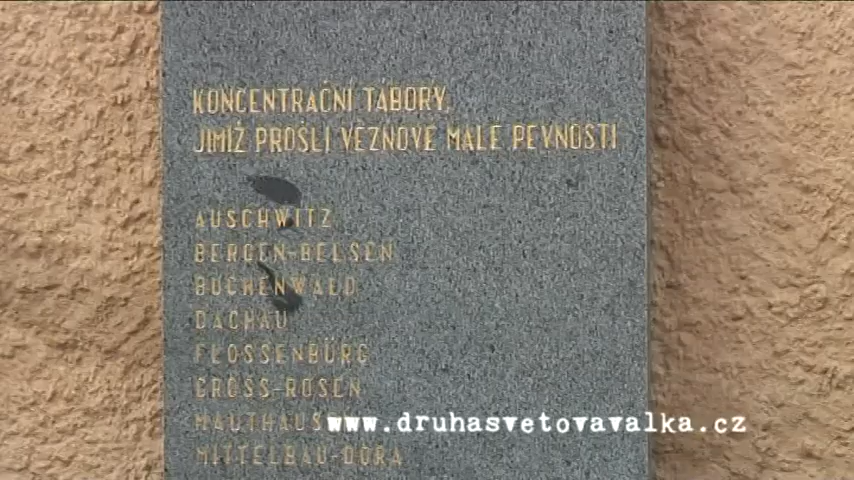 KONCENTRAČNÍ TÁBORY,
JIMIŽ PROŠLI VĚZNOVÉ MALÉ PEVNOSTI
AUSCHWITZ
BERGEN-BELSEN
BUCHENWALD
DACHAU
FLOSSENBÜRG
GROSS-ROSEN
MAUTHAUS
www.druhasvetovavalka.cz
MITTELBAU-DORA